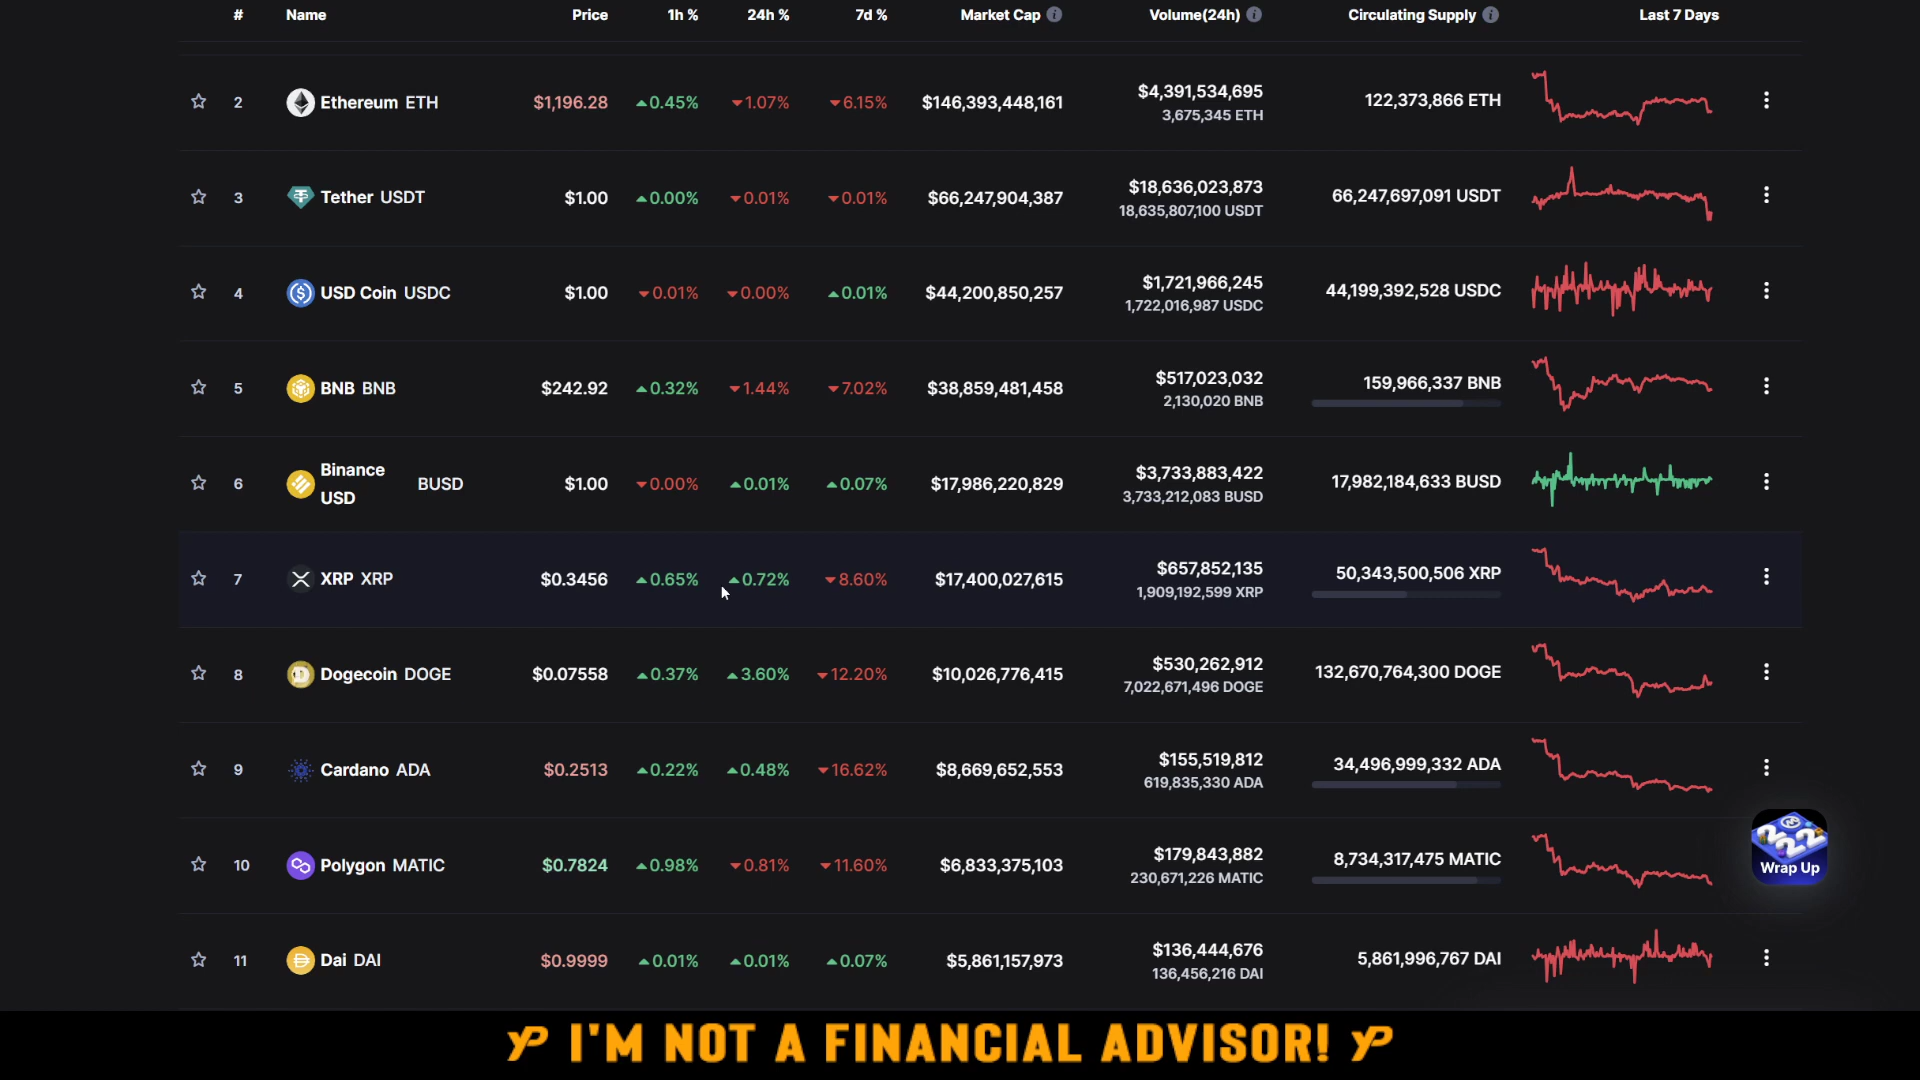 # Name Price 1h % 24h % 7d % Market Cap Volume(24h) Circulating Supply Last 7 Days
2 Ethereum ETH $1,196.28 0.45% 1.07% 6.15% $146,393,448,161 $4,391,534,695 122,373,866 ETH
3,675,345 ETH
3 Tether USDT $1.00 0.00% 0.01% 0.01% $66,247,904,387 $18,636,023,873 66,247,697,091 USDT
18,635,807,100 USDT
4 USD Coin USDC $1.00 0.01% 0.00% 0.01% $44,200,850,257 $1,721,966,245 44,199,392,528 USDC
1,722,016,987 USDC
5 BNB BNB $242.92 0.32% 1.44% 7.02% $38,859,481,458 $517,023,032 159,966,337 BNB
2,130,020 BNB
6 Binance USD BUSD $1.00 0.00% 0.01% 0.07% $17,986,220,829 $3,733,883,422 17,982,184,633 BUSD
3,733,212,083 BUSD
7 XRP XRP $0.3456 0.65% 0.72% 8.60% $17,400,027,615 $657,852,135 50,343,500,506 XRP
1,909,192,599 XRP
8 Dogecoin DOGE $0.07558 0.37% 3.60% 12.20% $10,026,776,415 $530,262,912 132,670,764,300 DOGE
7,022,671,496 DOGE
9 Cardano ADA $0.2513 0.22% 0.48% 16.62% $8,669,652,553 $155,519,812 34,496,999,332 ADA
619,835,330 ADA
2022
Wrap Up
10 Polygon MATIC $0.7824 0.98% 0.81% 11.60% $6,833,375,103 $179,843,882 8,734,317,475 MATIC
230,671,226 MATIC
11 Dai DAI $0.9999 0.01% 0.01% 0.07% $5,861,157,973 $136,444,676 5,861,996,767 DAI
136,456,216 DAI
YP I'M NOT A FINANCIAL ADVISOR! YP